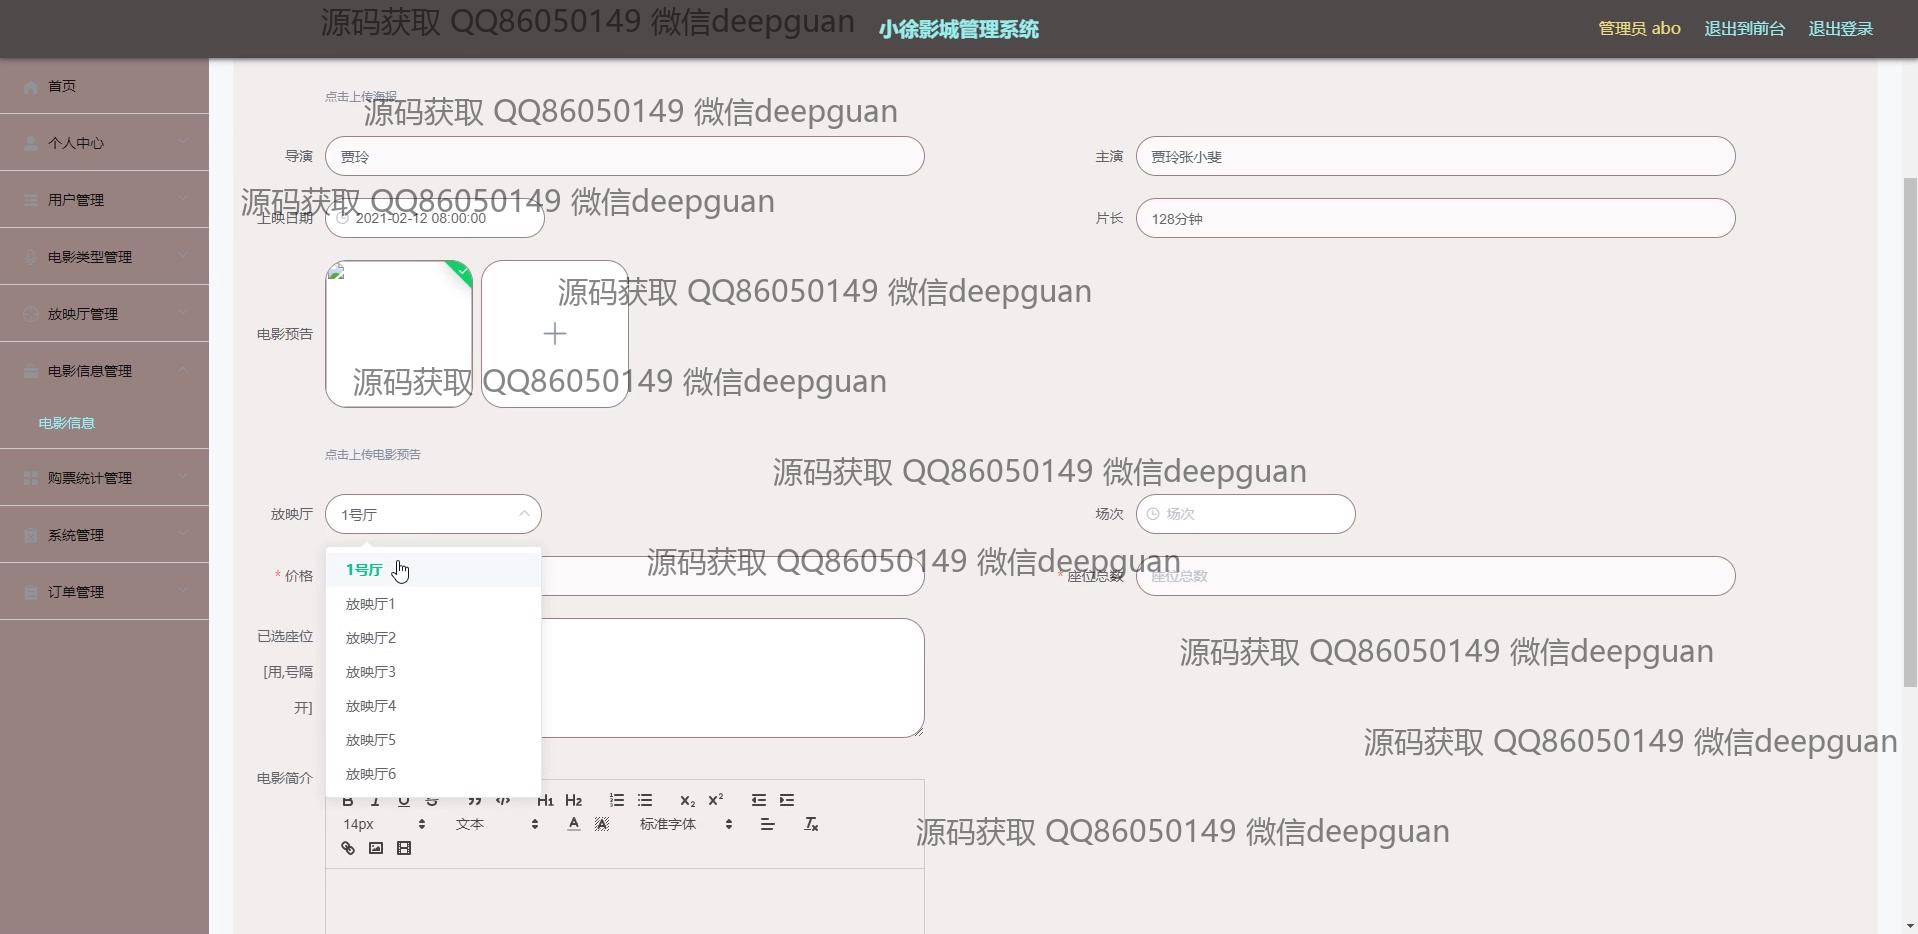 源码获取 QQ86050149 微信deepguan
小徐影城管理系统
管理员 abo
退出到前台
退出登录
首页
个人中心
用户管理
电影类型管理
放映厅管理
电影信息管理
电影信息
购票统计管理
系统管理
订单管理
点击上传海报
源码获取 QQ86050149 微信deepguan
导演
贾玲
主演
贾玲张小斐
源码获取 QQ86050149 微信deepguan
上映日期
2021-02-12 08:00:00
片长
128分钟
源码获取 QQ86050149 微信deepguan
电影预告
源码获取 QQ86050149 微信deepguan
点击上传电影预告
源码获取 QQ86050149 微信deepguan
放映厅
1号厅
场次
场次
源码获取 QQ86050149 微信deepguan
* 价格
* 座位总数
座位总数
1号厅
放映厅1
放映厅2
放映厅3
放映厅4
放映厅5
放映厅6
已选座位
[用,号隔
开]
源码获取 QQ86050149 微信deepguan
源码获取 QQ86050149 微信deepguan
电影简介
B I U S H1 H2 X2 X2
14px
文本
A
A
标准字体
Tx
源码获取 QQ86050149 微信deepguan